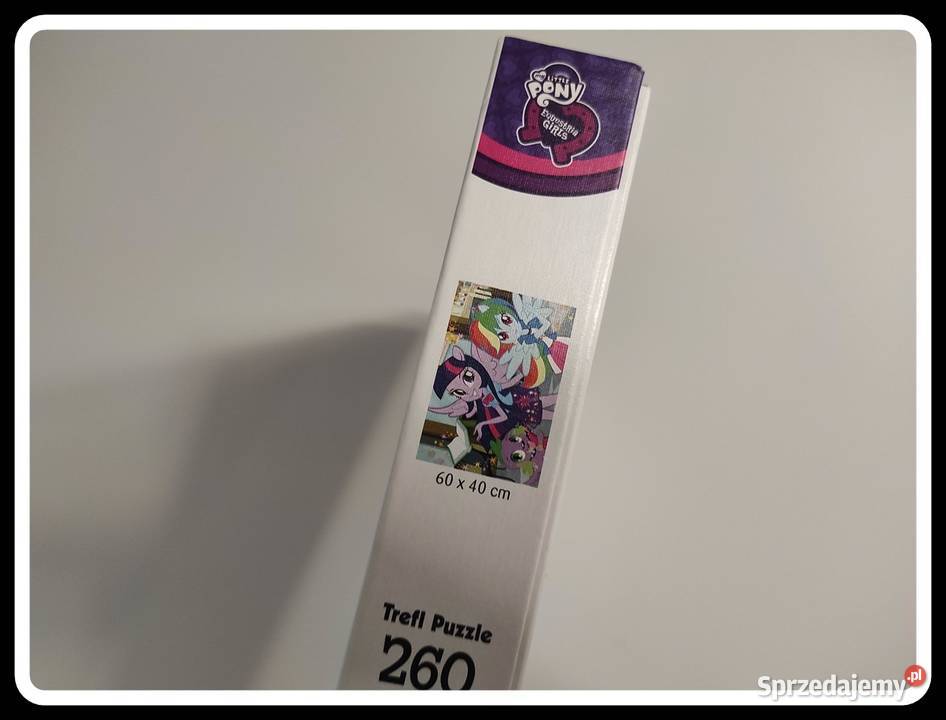 MY LITTLE
PONY
EQUESTRIA
GIRLS
60 x 40 cm
Trefl Puzzle
260
Sprzedajemy.pl